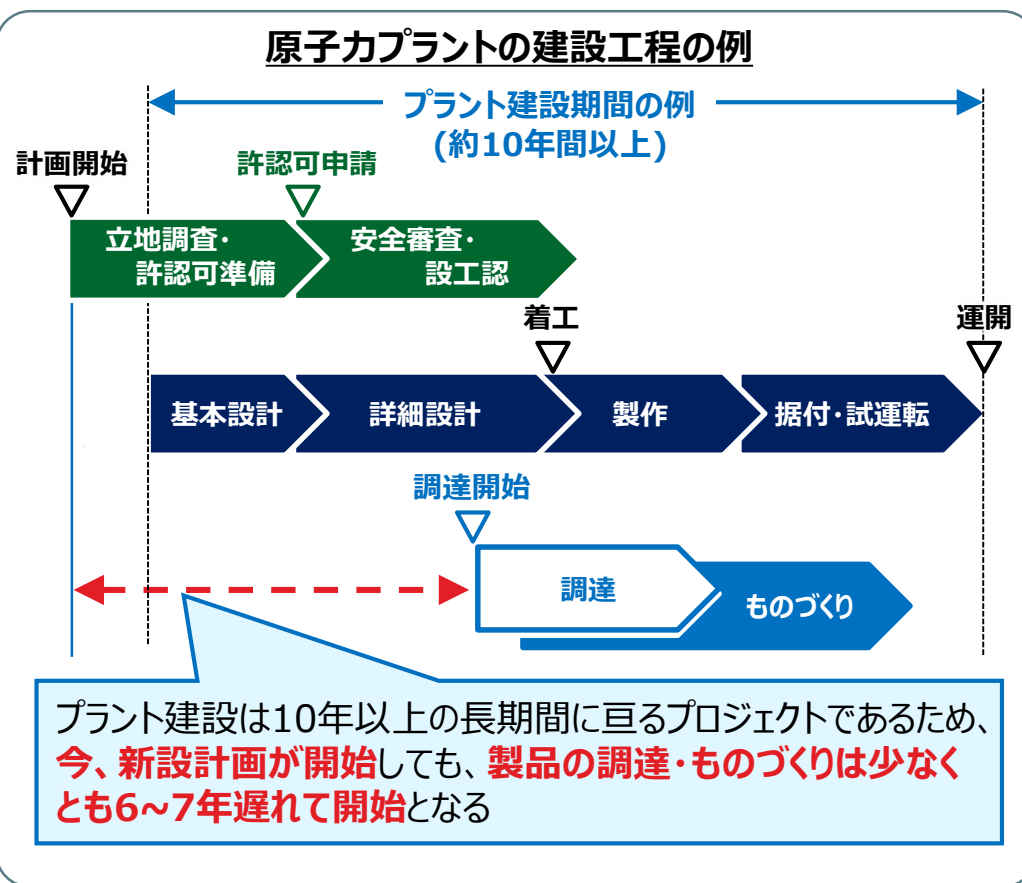 原子力プラントの建設工程の例
プラント建設期間の例
(約10年間以上)
計画開始
許認可申請
立地調査・
許認可準備
安全審査・
設工認
着工
運開
基本設計
詳細設計
製作
据付・試運転
調達開始
調達
ものづくり
プラント建設は10年以上の長期間に亘るプロジェクトであるため、
今、新設計画が開始しても、製品の調達・ものづくりは少なく
とも6~7年遅れて開始となる